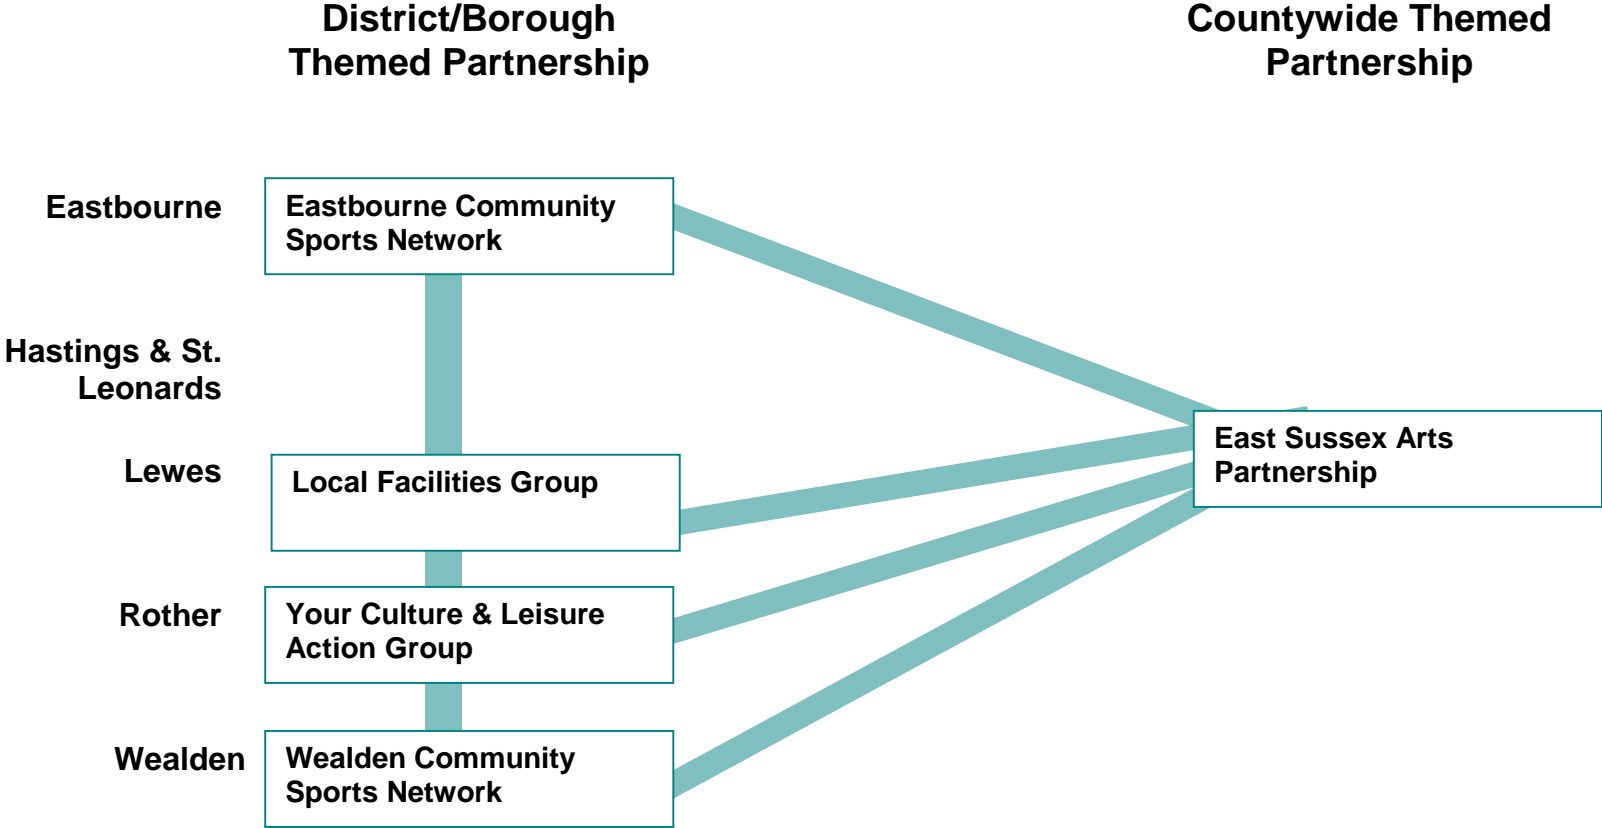 District/Borough
Themed Partnership
Countywide Themed
Partnership
Eastbourne
Eastbourne Community
Sports Network
Hastings & St.
Leonards
East Sussex Arts
Partnership
Lewes
Local Facilities Group
Rother
Your Culture & Leisure
Action Group
Wealden
Wealden Community
Sports Network